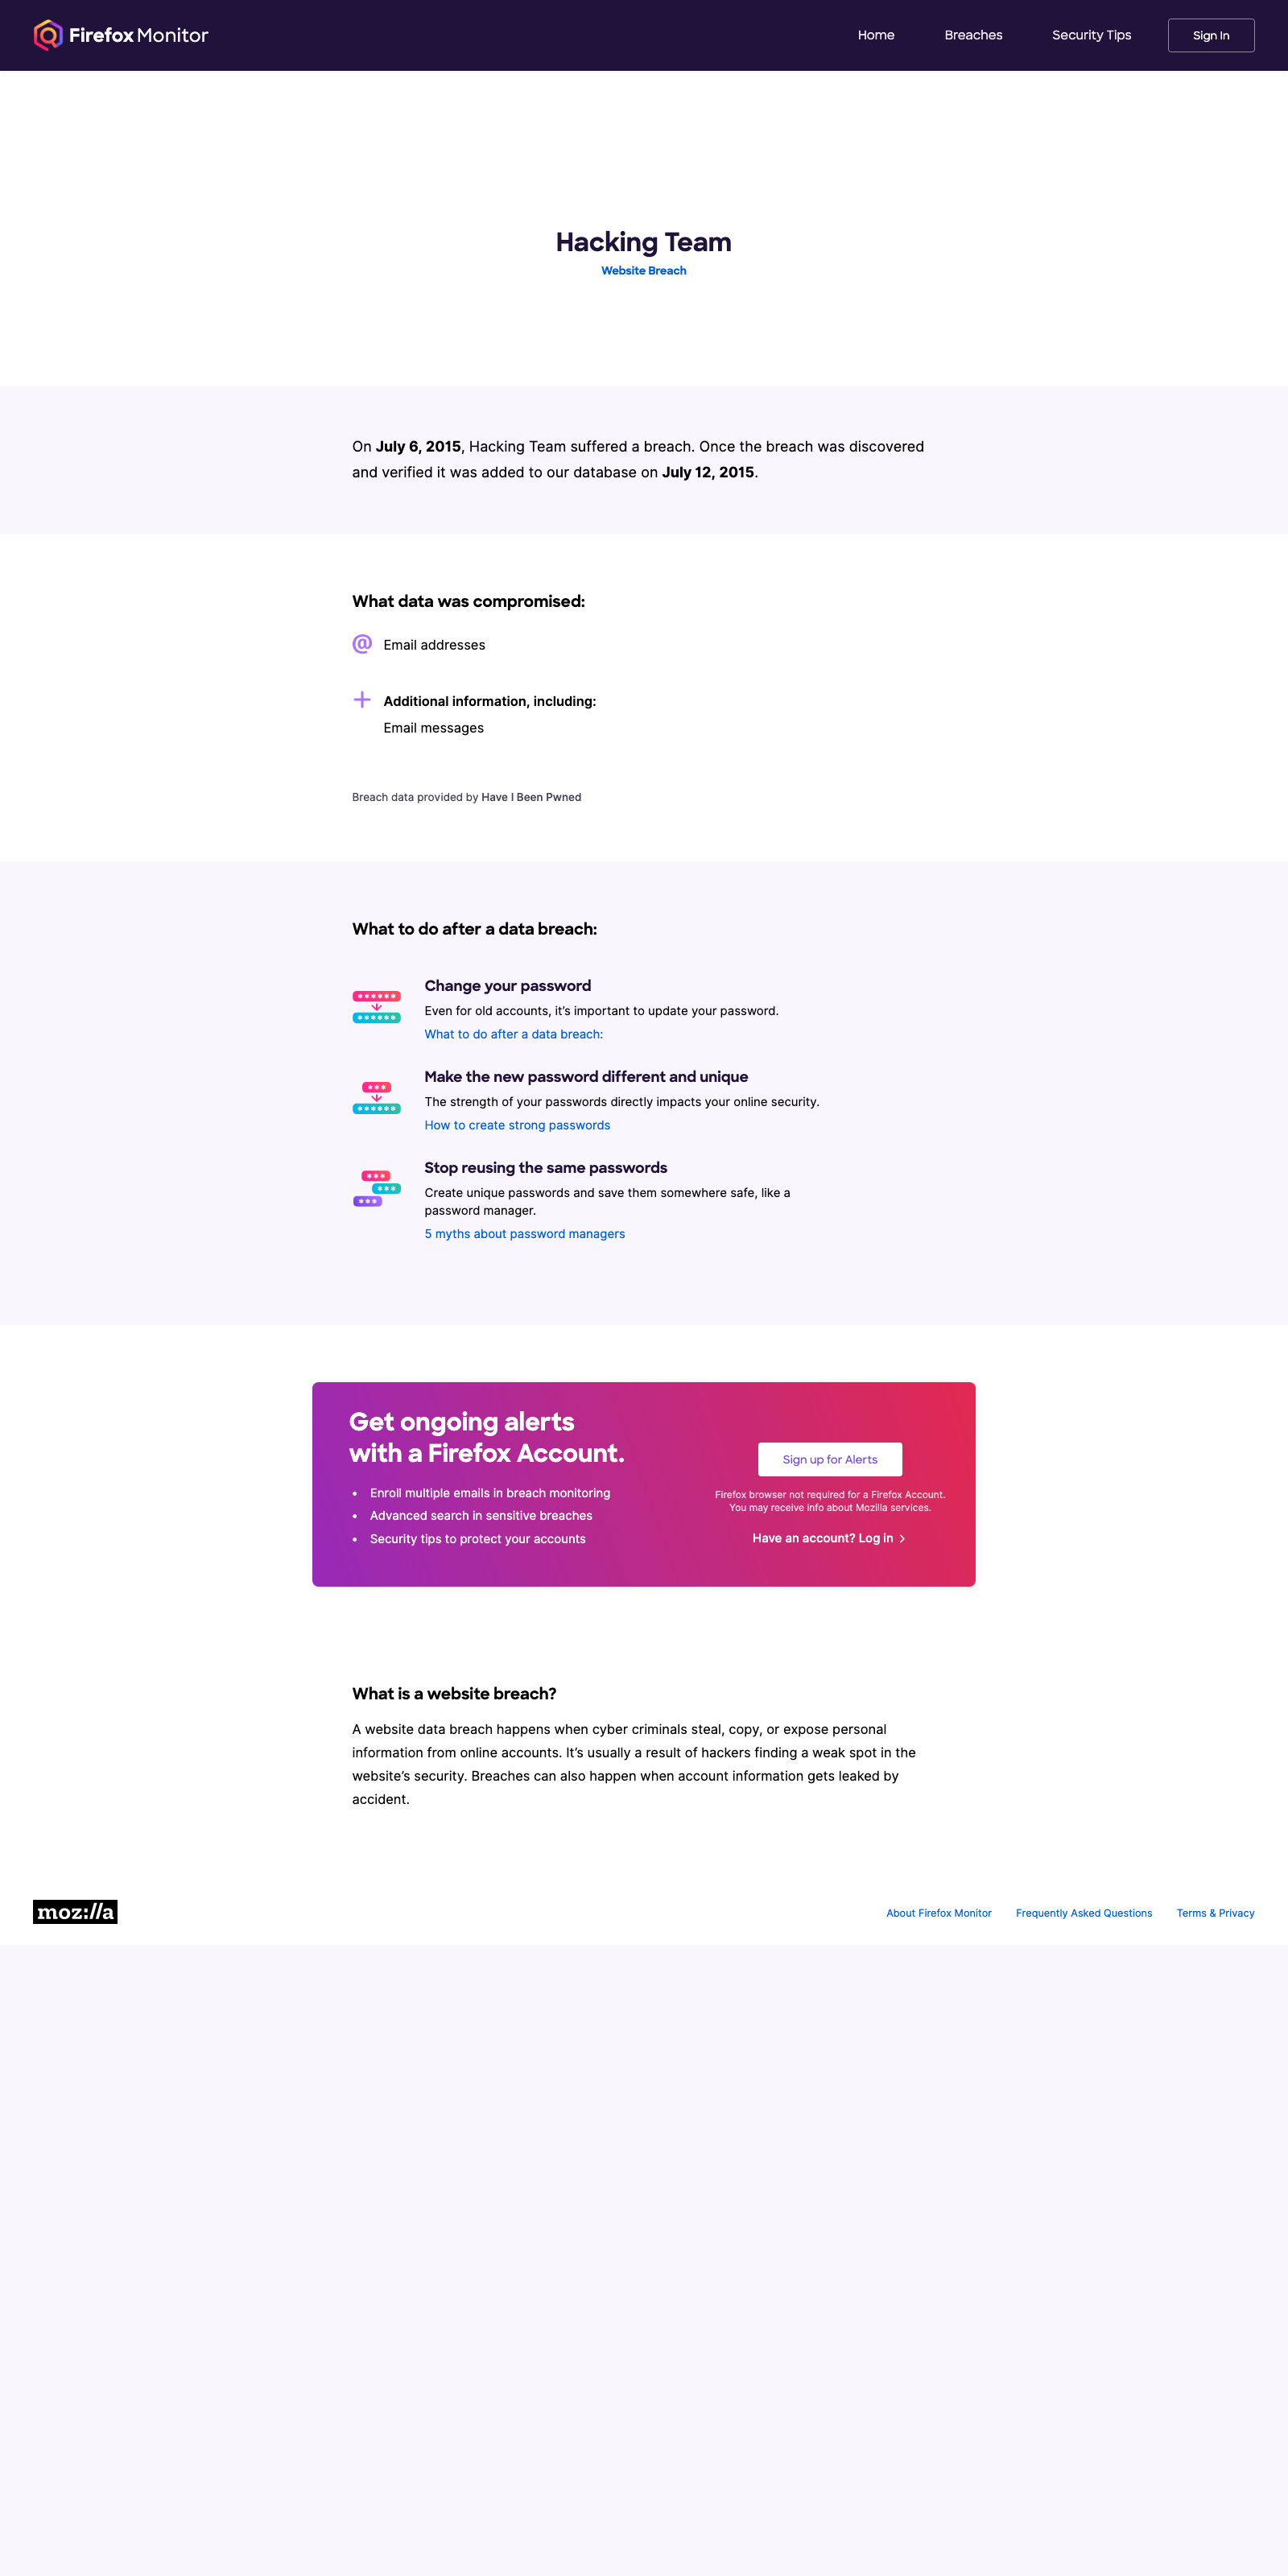 Firefox Monitor
Home
Breaches
Security Tips
Sign In
Hacking Team
Website Breach
On July 6, 2015, Hacking Team suffered a breach. Once the breach was discovered
and verified it was added to our database on July 12, 2015.
What data was compromised:
@ Email addresses
Additional information, including:
Email messages
Breach data provided by Have I Been Pwned
What to do after a data breach:
Change your password
Even for old accounts, it’s important to update your password.
What to do after a data breach:
Make the new password different and unique
The strength of your passwords directly impacts your online security.
How to create strong passwords
Stop reusing the same passwords
Create unique passwords and save them somewhere safe, like a
password manager.
5 myths about password managers
Get ongoing alerts
with a Firefox Account.
• Enroll multiple emails in breach monitoring
• Advanced search in sensitive breaches
• Security tips to protect your accounts
Sign up for Alerts
Firefox browser not required for a Firefox Account.
You may receive info about Mozilla services.
Have an account? Log in
What is a website breach?
A website data breach happens when cyber criminals steal, copy, or expose personal
information from online accounts. It’s usually a result of hackers finding a weak spot in the
website’s security. Breaches can also happen when account information gets leaked by
accident.
moz://a
About Firefox Monitor
Frequently Asked Questions
Terms & Privacy